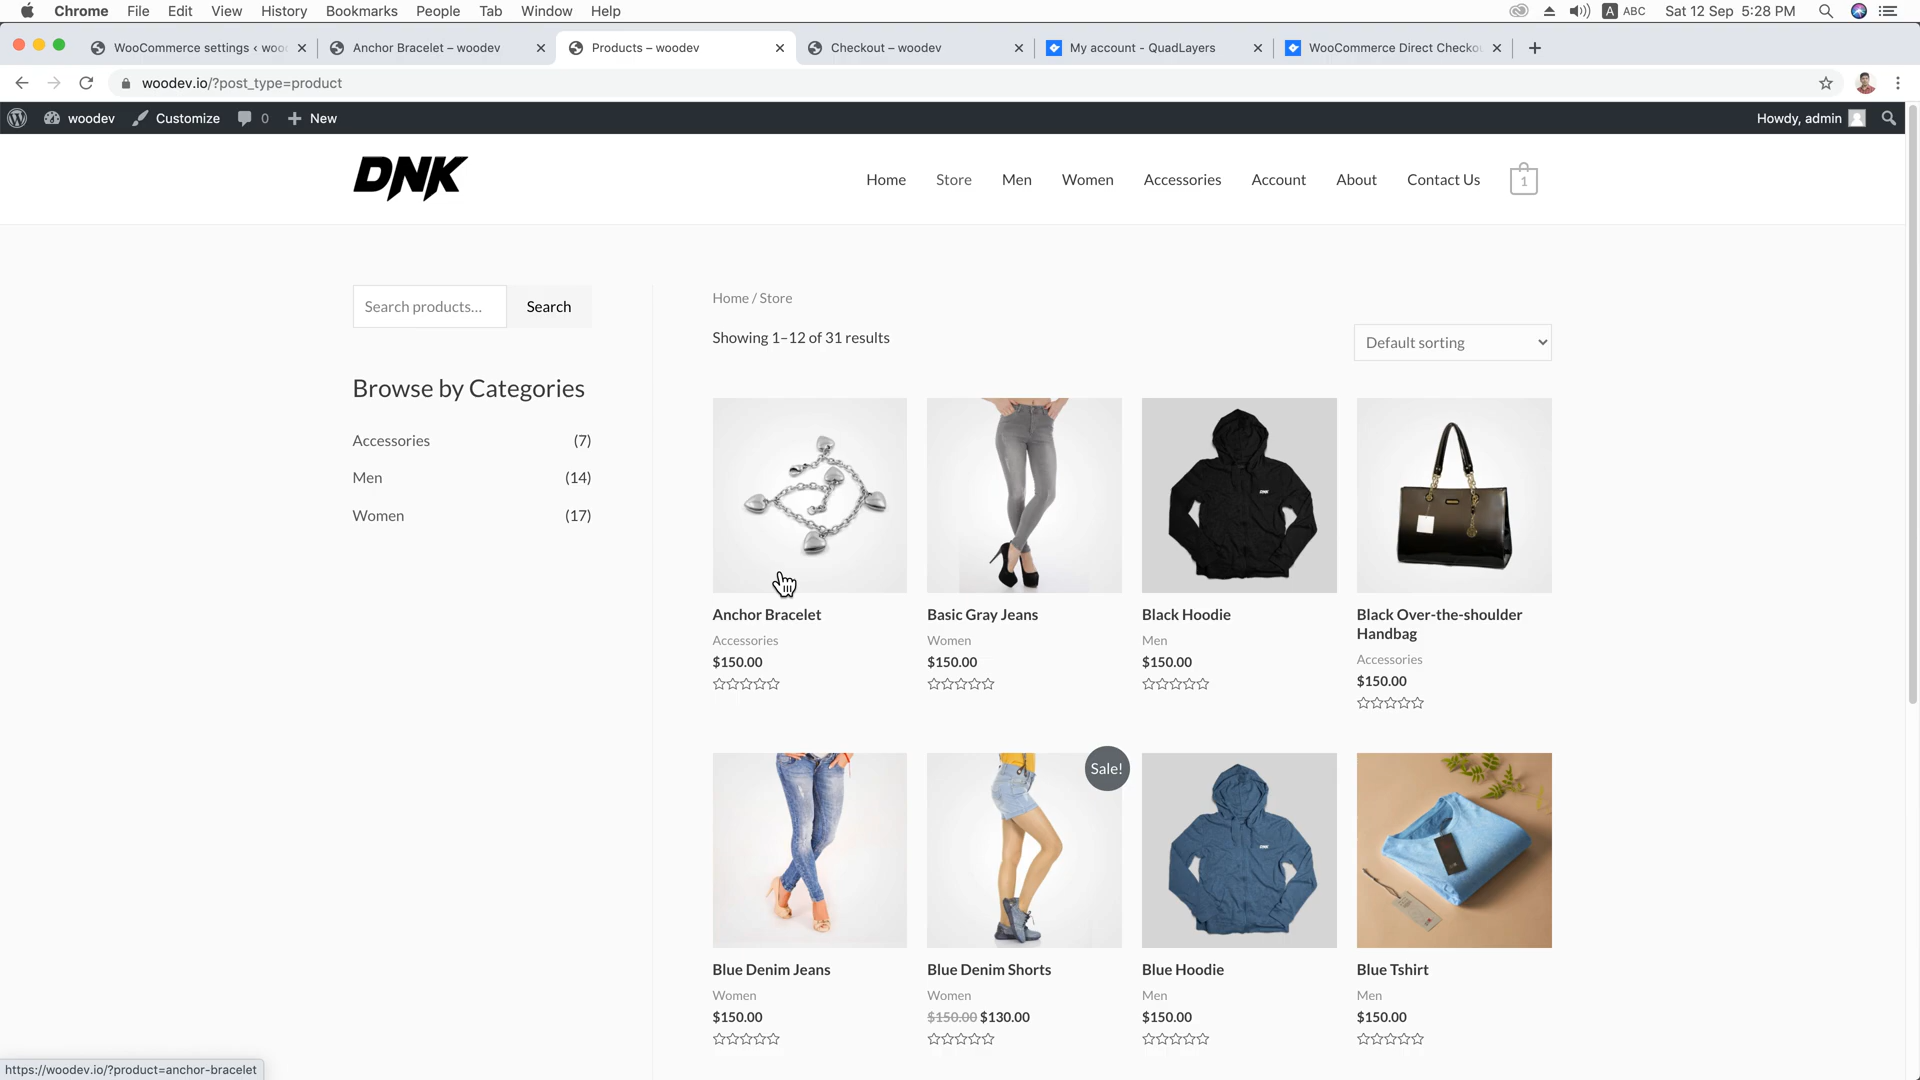 Chrome File Edit View History Bookmarks People Tab Window Help A ABC Sat 12 Sep 5:28 PM
WooCommerce settings ‹ woo Anchor Bracelet – woodev Products – woodev Checkout – woodev My account - QuadLayers WooCommerce Direct Checkou
woodev.io/?post_type=product
woodev Customize 0 New Howdy, admin
DNK
Home Store Men Women Accessories Account About Contact Us 1
Search products... Search
Home / Store
Showing 1–12 of 31 results
Default sorting
Browse by Categories
Accessories (7)
Men (14)
Women (17)
Anchor Bracelet
Accessories
$150.00
Basic Gray Jeans
Women
$150.00
Black Hoodie
Men
$150.00
Black Over-the-shoulder
Handbag
Accessories
$150.00
Sale!
Blue Denim Jeans
Women
$150.00
Blue Denim Shorts
Women
$150.00 $130.00
Blue Hoodie
Men
$150.00
Blue Tshirt
Men
$150.00
https://woodev.io/?product=anchor-bracelet